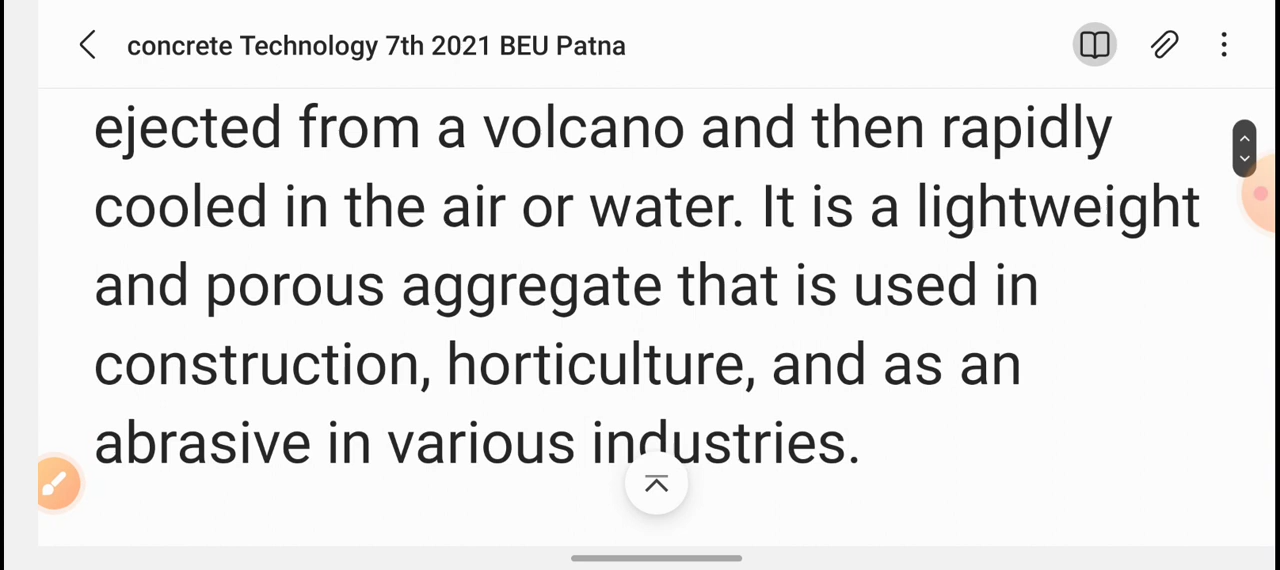 concrete Technology 7th 2021 BEU Patna
ejected from a volcano and then rapidly
cooled in the air or water. It is a lightweight
and porous aggregate that is used in
construction, horticulture, and as an
abrasive in various industries.